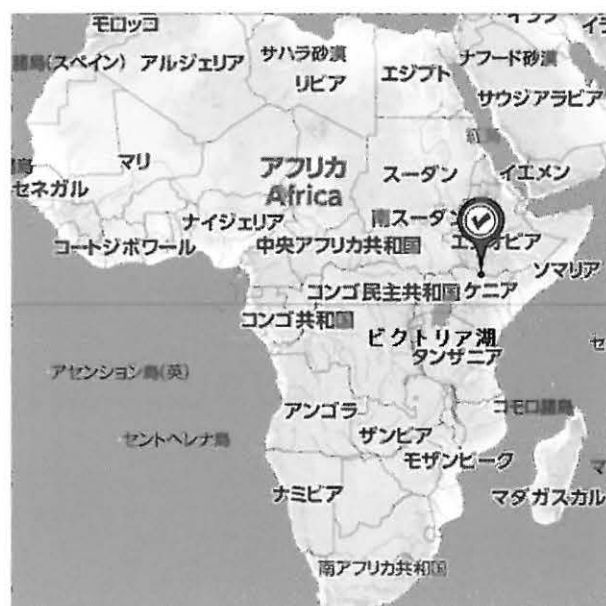 モロッコ
イラク
諸島(スペイン)
アルジェリア
サハラ砂漠
リビア
エジプト
ナフード砂漠
サウジアラビア
紅海
マリ
セネガル
アフリカ
Africa
スーダン
イエメン
ナイジェリア
南スーダン
コートジボワール
中央アフリカ共和国
エチオピア
ソマリア
コンゴ民主共和国
ケニア
コンゴ共和国
ビクトリア湖
タンザニア
アセンション島(英)
アンゴラ
コモロ諸島
セントヘレナ島
ザンビア
モザンビーク
ナミビア
マダガスカル
南アフリカ共和国